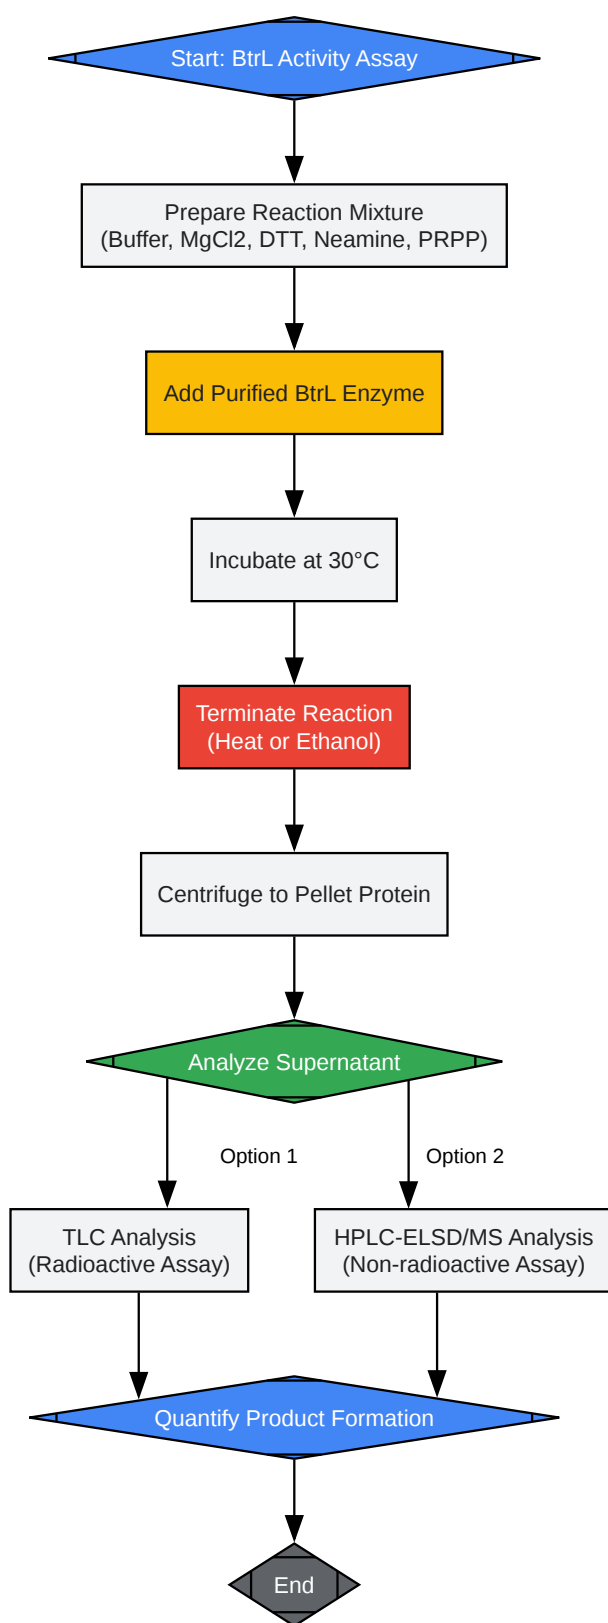 Start: BtrL Activity Assay
Prepare Reaction Mixture
(Buffer, MgCl2, DTT, Neamine, PRPP)
Add Purified BtrL Enzyme
Incubate at 30°C
Terminate Reaction
(Heat or Ethanol)
Centrifuge to Pellet Protein
Analyze Supernatant
Option 1
Option 2
TLC Analysis
(Radioactive Assay)
HPLC-ELSD/MS Analysis
(Non-radioactive Assay)
Quantify Product Formation
End